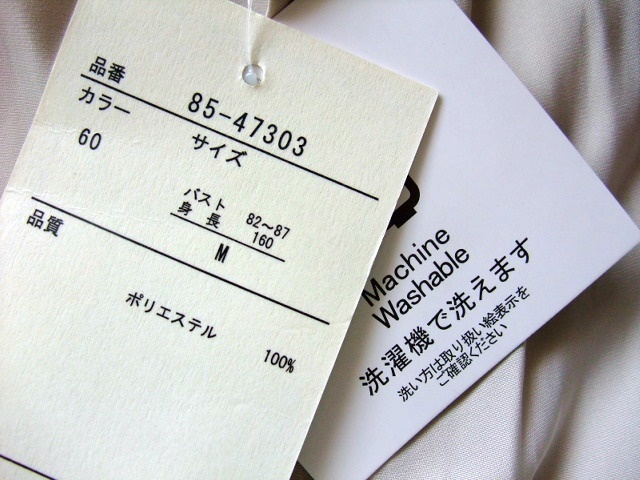 品番 85-47303
カラー サイズ
60
バスト 82～87
身長 160
M
品質
ポリエステル
100%
Machine
Washable
洗濯機で洗えます
洗い方は取り扱い絵表示を
ご確認ください